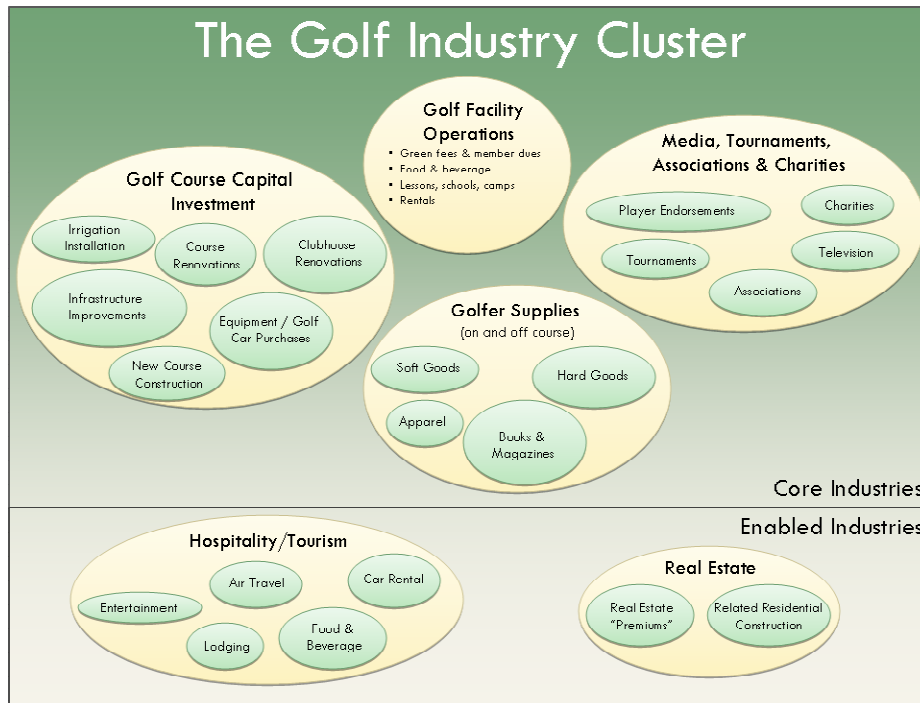 The Golf Industry Cluster
Golf Facility
Operations
▪ Green fees & member dues
▪ Food & beverage
▪ Lessons, schools, camps
▪ Rentals
Media, Tournaments,
Associations & Charities
Player Endorsements
Charities
Tournaments
Television
Associations
Golf Course Capital
Investment
Irrigation
Installation
Course
Renovations
Clubhouse
Renovations
Infrastructure
Improvements
Equipment / Golf
Car Purchases
New Course
Construction
Golfer Supplies
(on and off course)
Soft Goods
Hard Goods
Apparel
Books &
Magazines
Core Industries
Enabled Industries
Hospitality/Tourism
Air Travel
Car Rental
Entertainment
Lodging
Food &
Beverage
Real Estate
Real Estate
"Premiums"
Related Residential
Construction